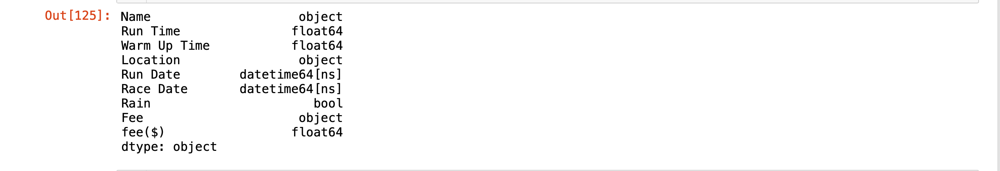 Out[125]: Name                    object
Run Time               float64
Warm Up Time           float64
Location                object
Run Date        datetime64[ns]
Race Date       datetime64[ns]
Rain                      bool
Fee                     object
fee($)                 float64
dtype: object